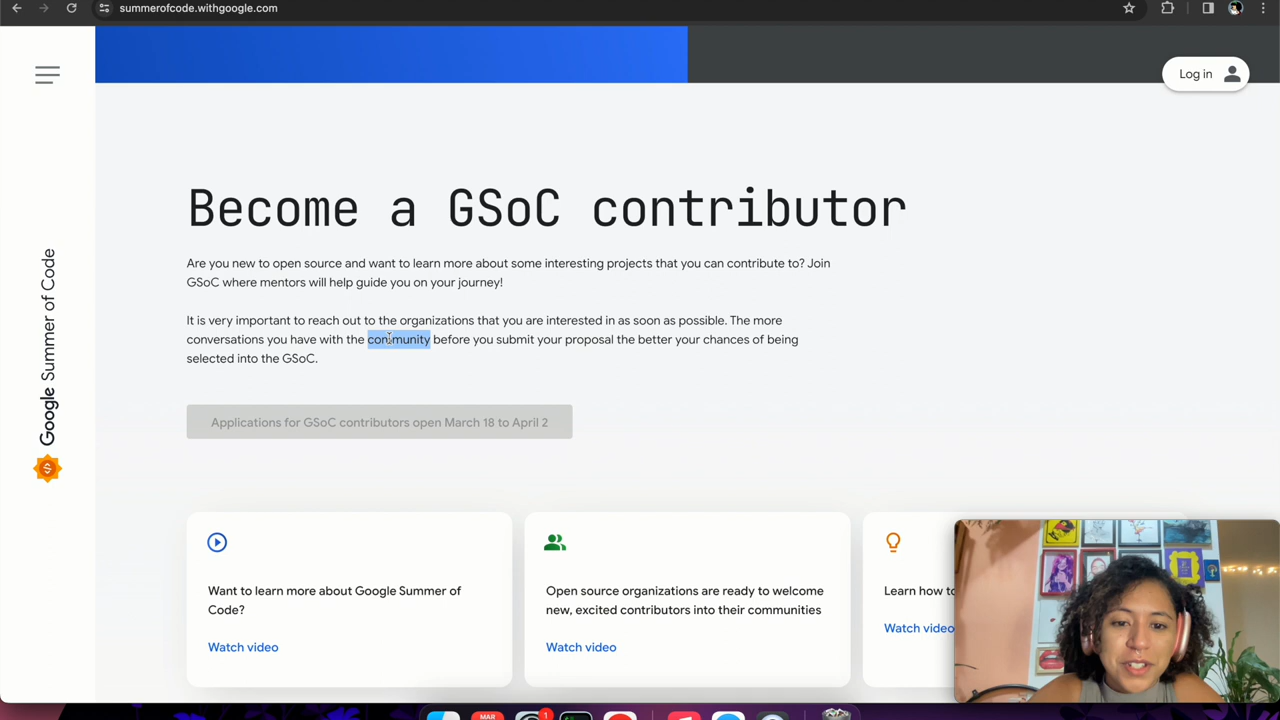 summerofcode.withgoogle.com
Log in
Google Summer of Code
Become a GSoC contributor
Are you new to open source and want to learn more about some interesting projects that you can contribute to? Join
GSoC where mentors will help guide you on your journey!
It is very important to reach out to the organizations that you are interested in as soon as possible. The more
conversations you have with the community before you submit your proposal the better your chances of being
selected into the GSoC.
Applications for GSoC contributors open March 18 to April 2
Want to learn more about Google Summer of
Code?
Watch video
Open source organizations are ready to welcome
new, excited contributors into their communities
Watch video
Learn how to
Watch video
MAR
1